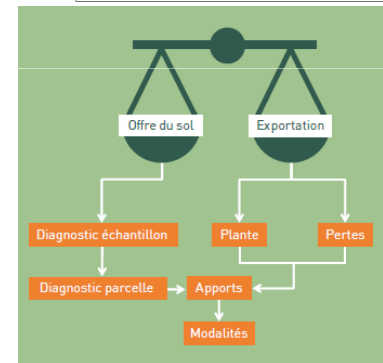 Offre du sol
Exportation
Diagnostic échantillon
Plante
Pertes
Diagnostic parcelle
Apports
Modalités